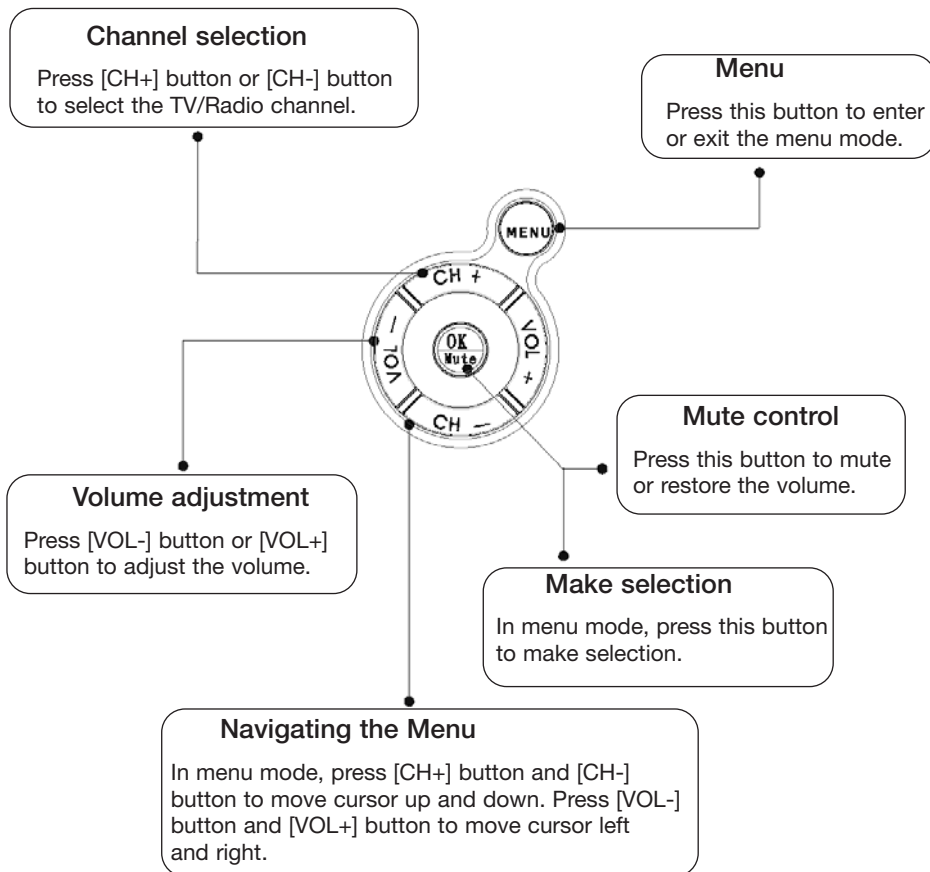 Channel selection
Press [CH+] button or [CH-] button
to select the TV/Radio channel.
Menu
Press this button to enter
or exit the menu mode.
MENU
CH +
VOL -
OK
Mute
VOL +
CH -
Mute control
Press this button to mute
or restore the volume.
Volume adjustment
Press [VOL-] button or [VOL+]
button to adjust the volume.
Make selection
In menu mode, press this button
to make selection.
Navigating the Menu
In menu mode, press [CH+] button and [CH-]
button to move cursor up and down. Press [VOL-]
button and [VOL+] button to move cursor left
and right.